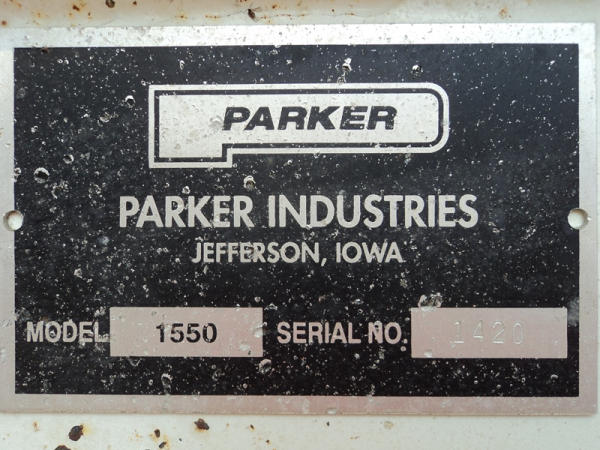 PARKER
PARKER INDUSTRIES
JEFFERSON, IOWA
MODEL 1550 SERIAL NO. 1420